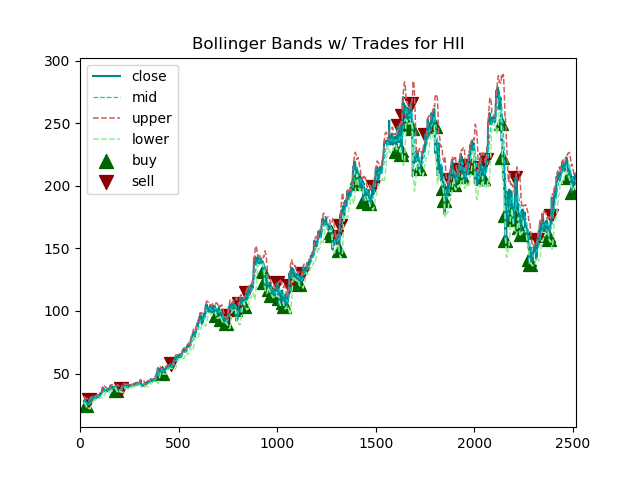 Bollinger Bands w/ Trades for HII
300
250
200
150
100
50
close
mid
upper
lower
buy
sell
0 500 1000 1500 2000 2500